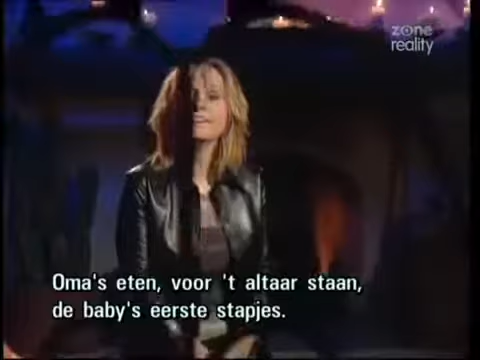 zone
reality
Oma's eten, voor 't altaar staan,
de baby's eerste stapjes.